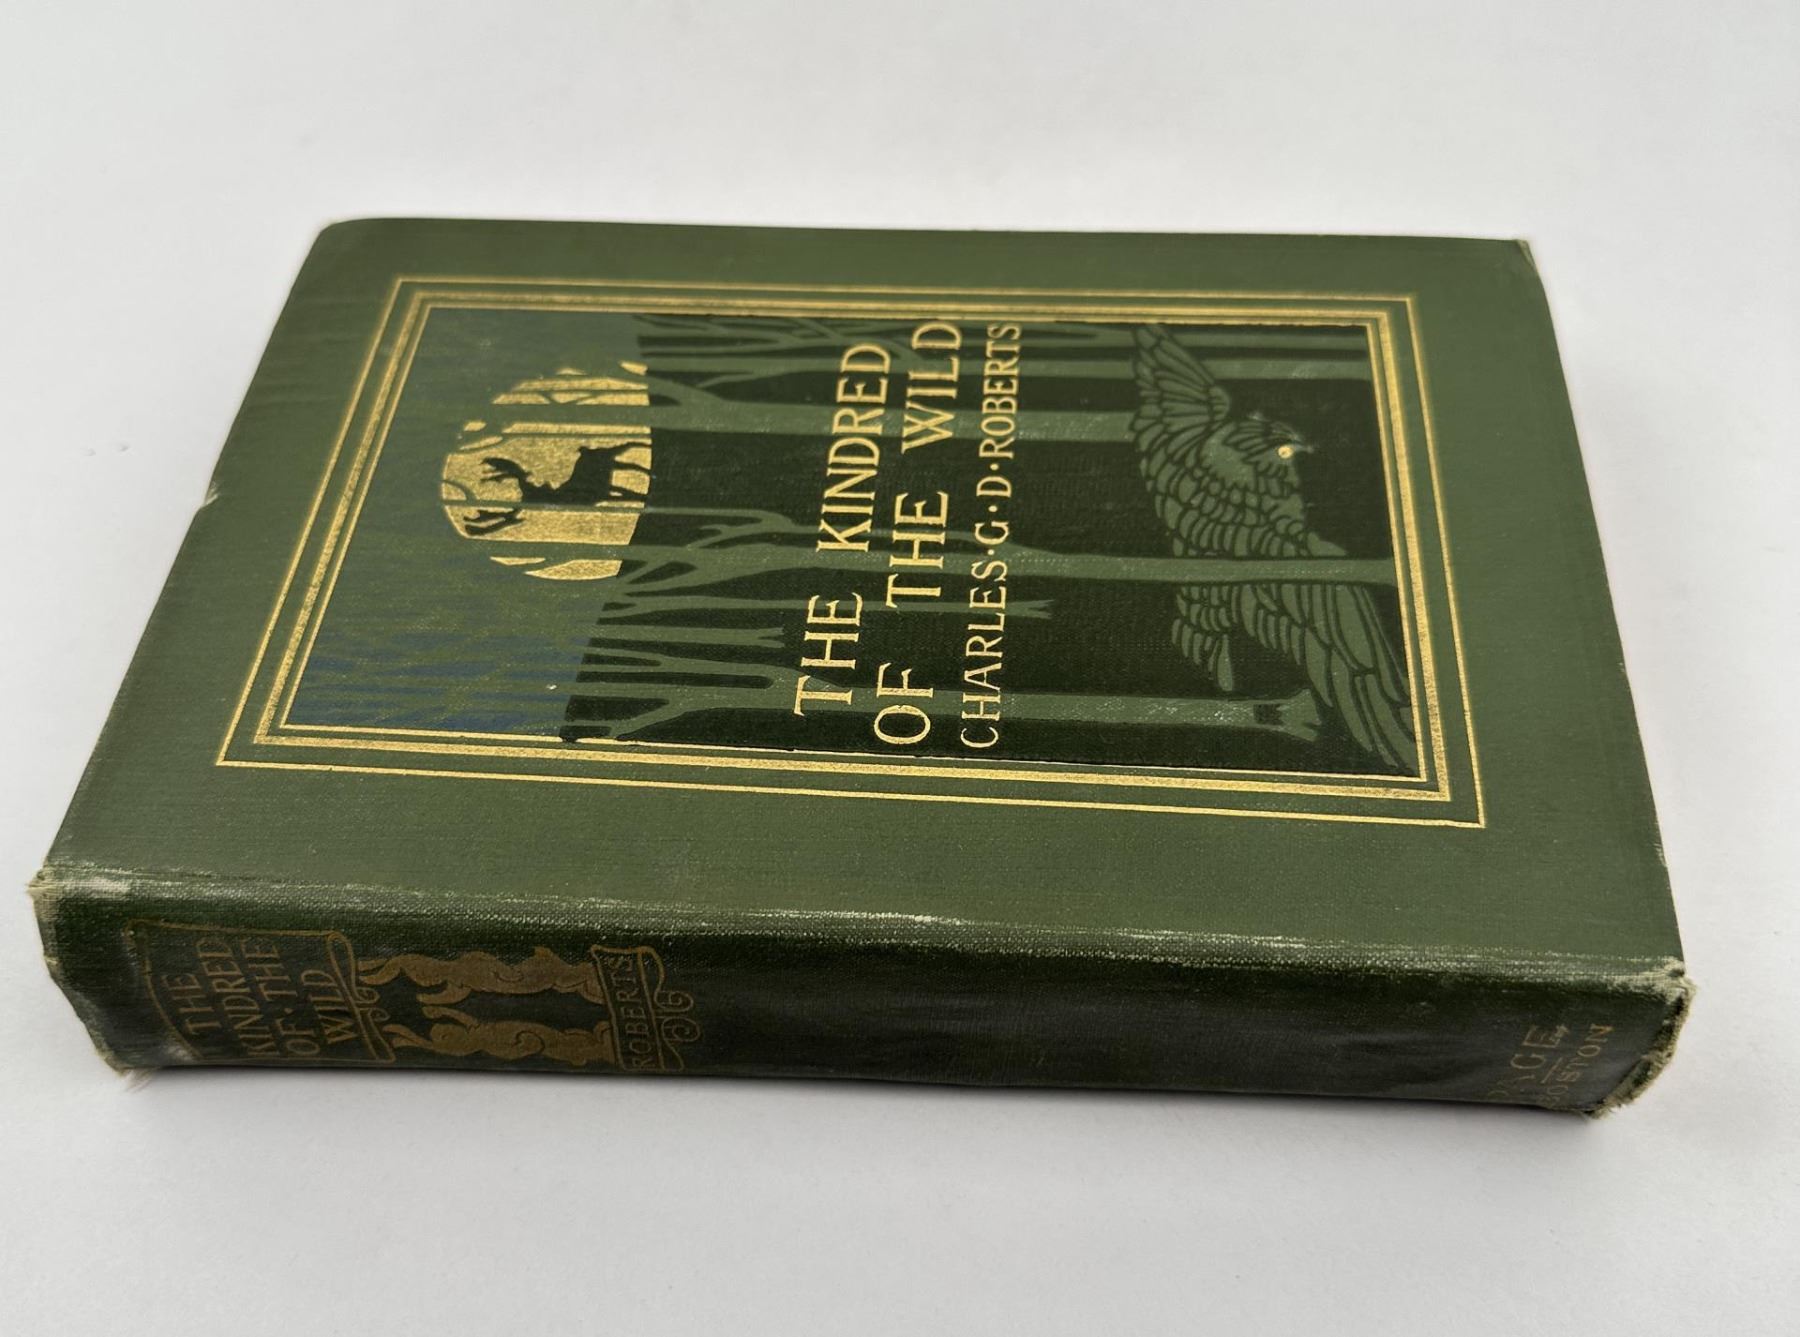 THE KINDRED
OF THE WILD
CHARLES·G·D·ROBERTS
THE
KINDRED
OF·THE
WILD
ROBERTS
PAGE
BOSTON